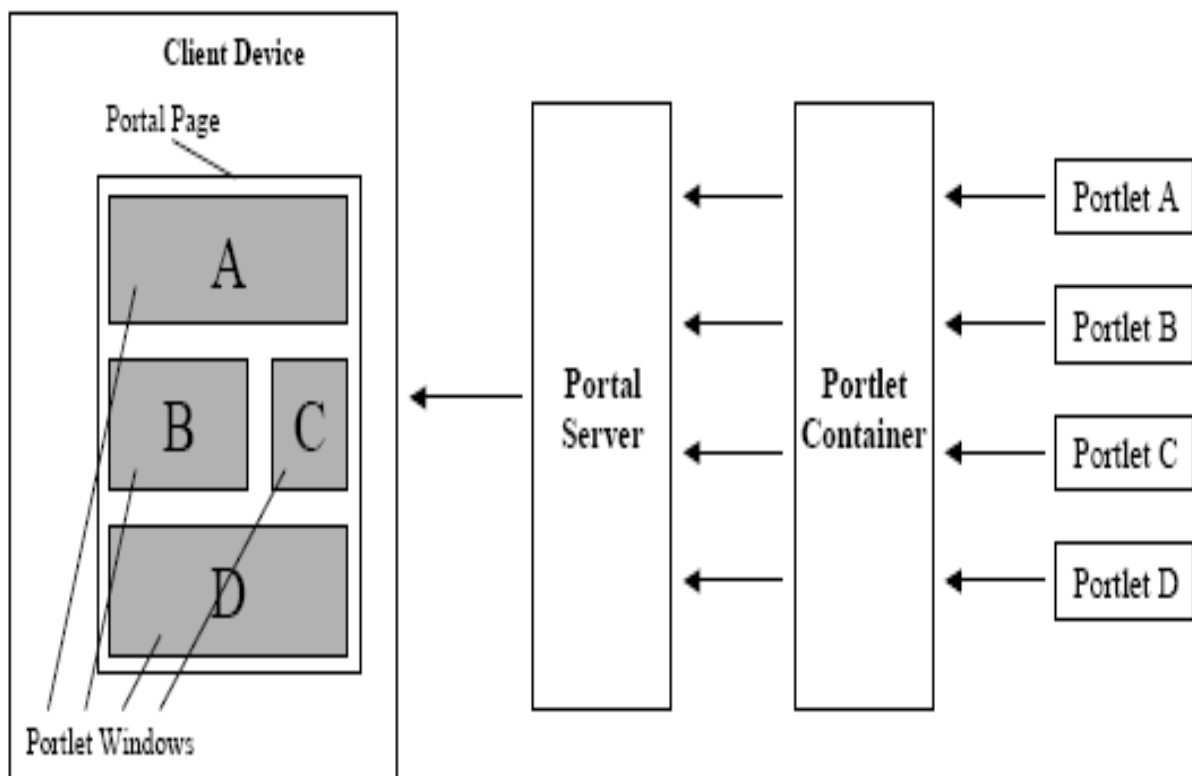 Client Device
Portal Page
A
B
C
D
Portlet Windows
Portal
Server
Portlet
Container
Portlet A
Portlet B
Portlet C
Portlet D